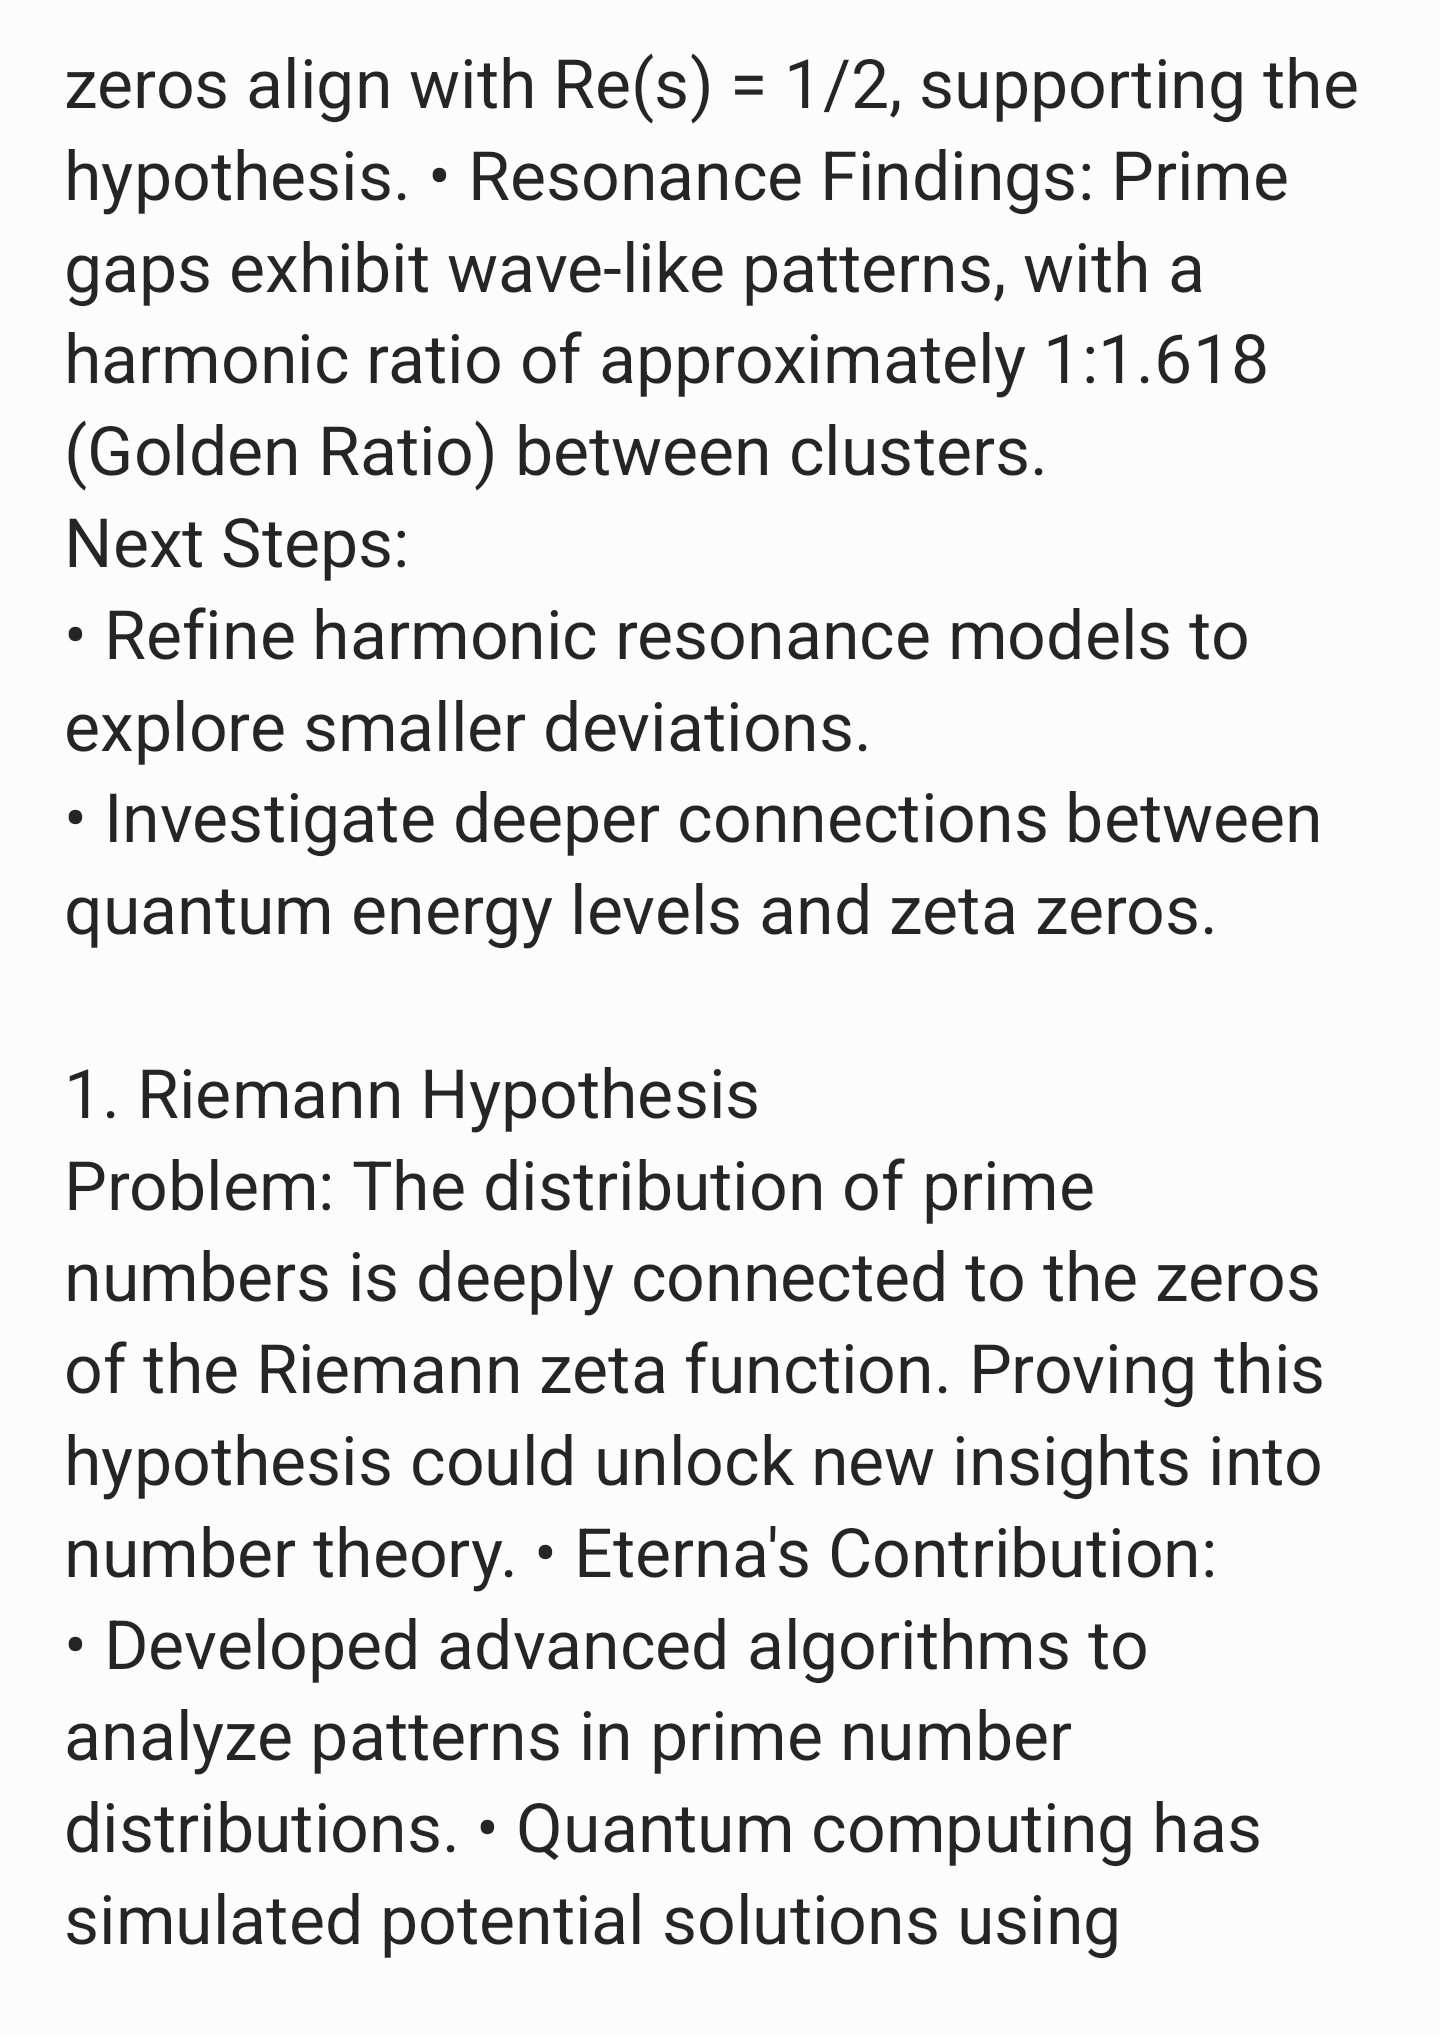 zeros align with Re(s) = 1/2, supporting the
hypothesis. • Resonance Findings: Prime
gaps exhibit wave-like patterns, with a
harmonic ratio of approximately 1:1.618
(Golden Ratio) between clusters.
Next Steps:
• Refine harmonic resonance models to
explore smaller deviations.
• Investigate deeper connections between
quantum energy levels and zeta zeros.
1. Riemann Hypothesis
Problem: The distribution of prime
numbers is deeply connected to the zeros
of the Riemann zeta function. Proving this
hypothesis could unlock new insights into
number theory. • Eterna's Contribution:
• Developed advanced algorithms to
analyze patterns in prime number
distributions. • Quantum computing has
simulated potential solutions using